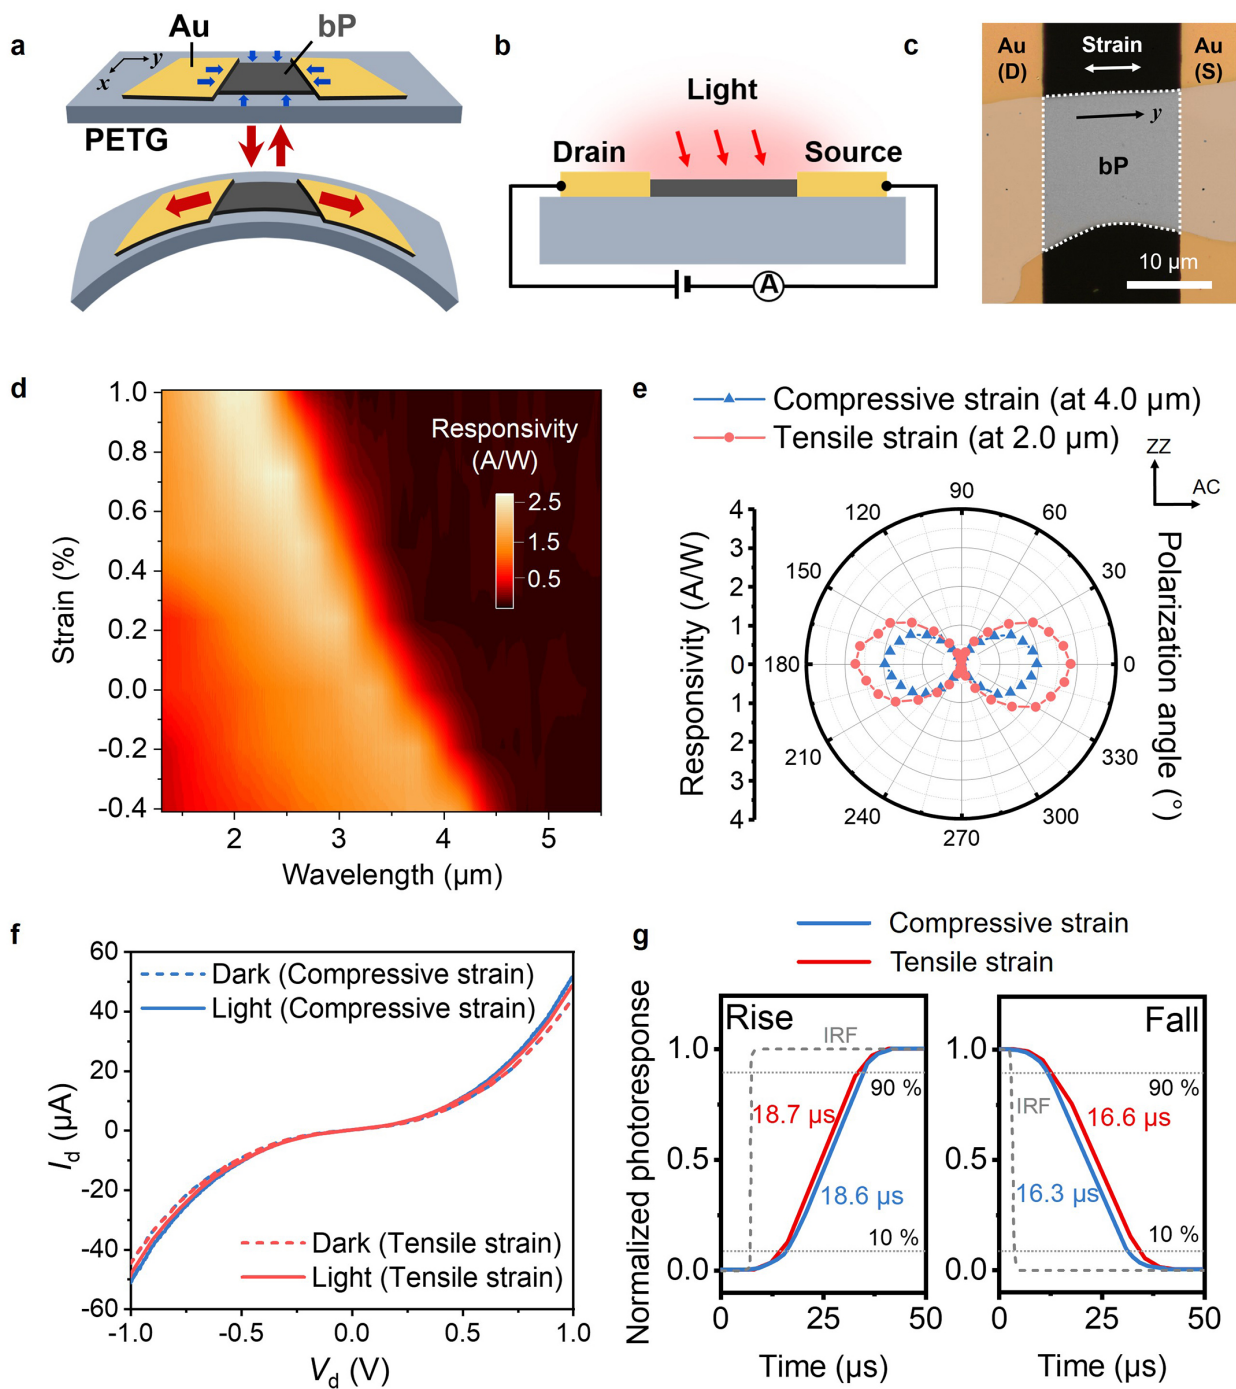 a
Au
bP
x
y
PETG
b
Light
Drain
Source
A
c
Au
(D)
Strain
Au
(S)
y
bP
10 µm
d
1.0
0.8
0.6
0.4
0.2
0.0
-0.2
-0.4
Strain (%)
Responsivity
(A/W)
2.5
1.5
0.5
2
3
4
5
Wavelength (µm)
e
Compressive strain (at 4.0 µm)
Tensile strain (at 2.0 µm)
ZZ
AC
4
3
2
1
0
1
2
3
4
Responsivity (A/W)
90
120
60
150
30
180
0
210
330
240
300
270
Polarization angle (°)
f
60
40
20
0
-20
-40
-60
Id (µA)
Dark (Compressive strain)
Light (Compressive strain)
Dark (Tensile strain)
Light (Tensile strain)
-1.0
-0.5
0.0
0.5
1.0
Vd (V)
g
Compressive strain
Tensile strain
Normalized photoresponse
Rise
IRF
1.0
0.5
0.0
90 %
18.7 µs
18.6 µs
10 %
0
25
50
Time (µs)
Fall
1.0
0.5
0.0
90 %
IRF
16.6 µs
16.3 µs
10 %
0
25
50
Time (µs)